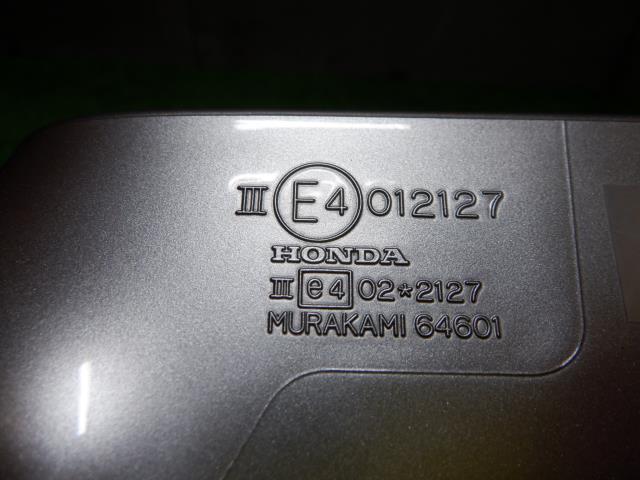 III E4 012127
HONDA
III e4 02*2127
MURAKAMI 64601